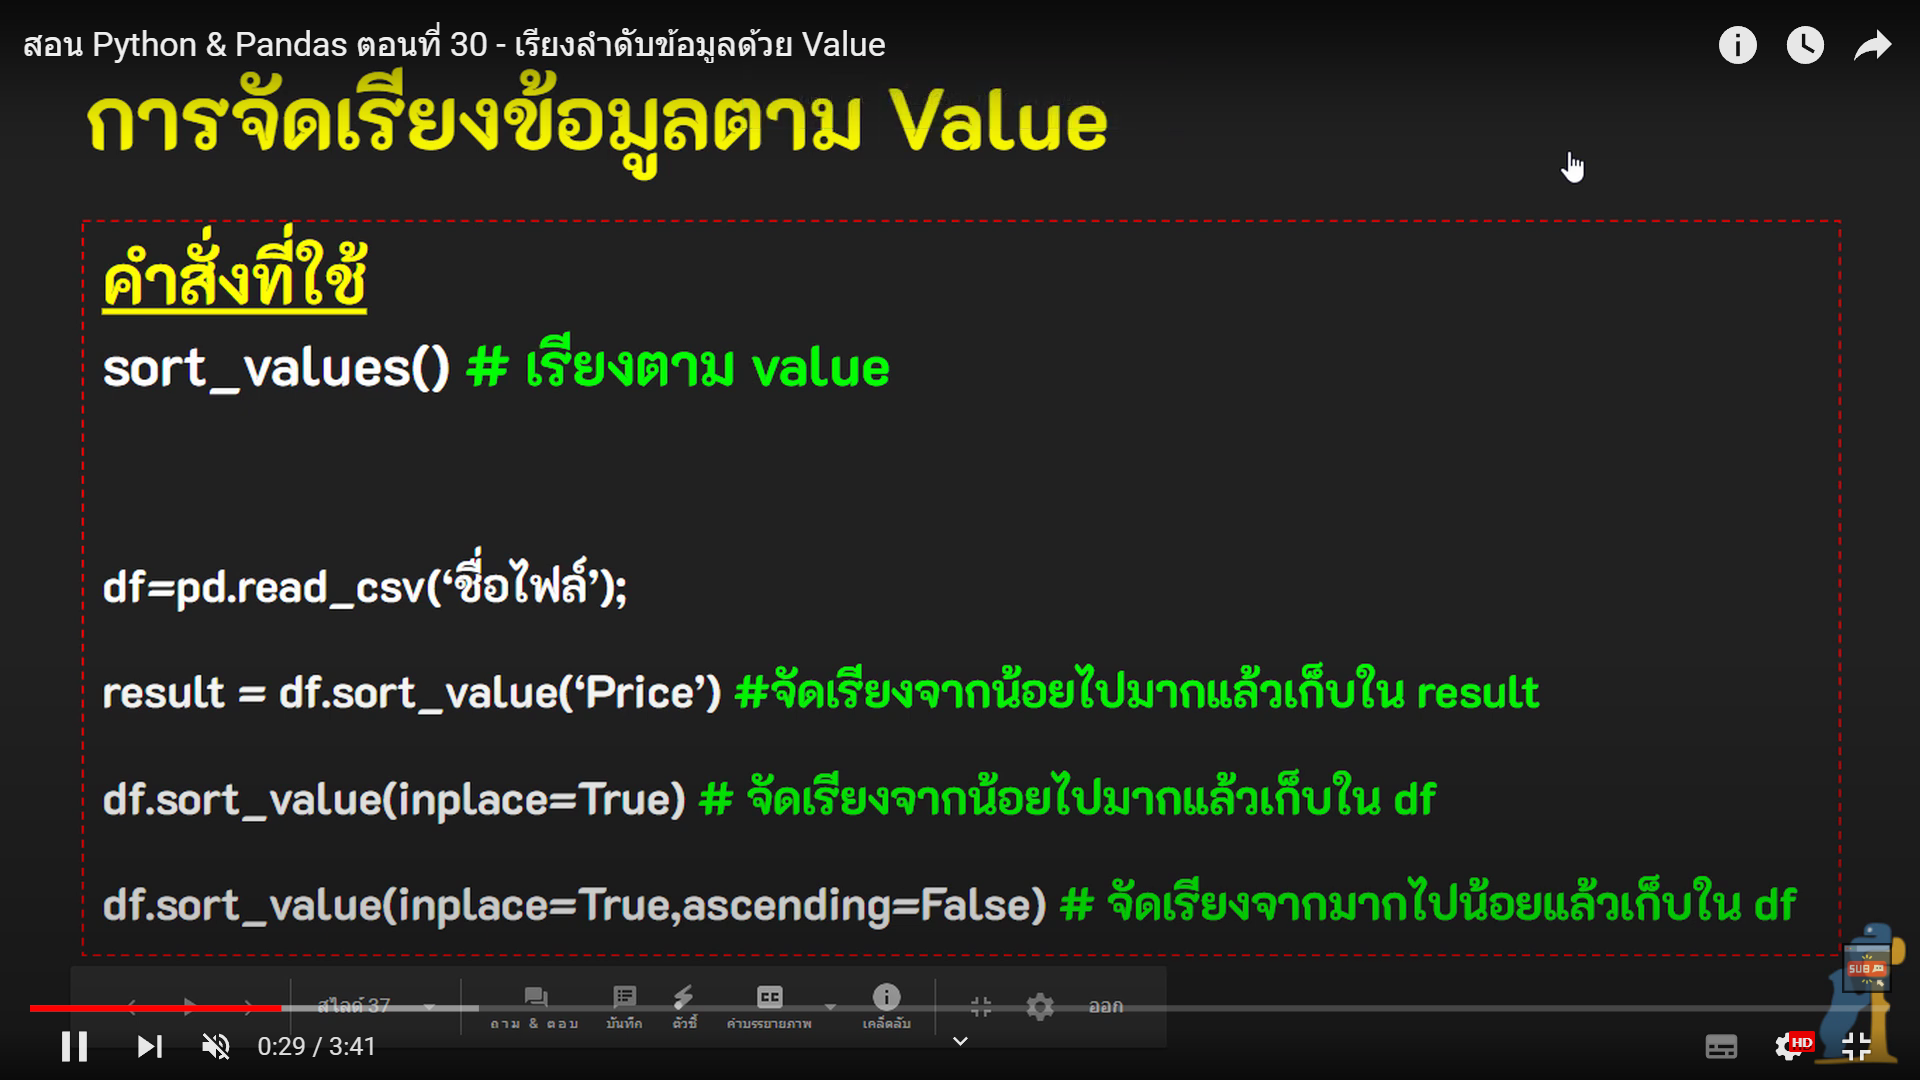 สอน Python & Pandas ตอนที่ 30 - เรียงลำดับข้อมูลด้วย Value
การจัดเรียงข้อมูลตาม Value
คำสั่งที่ใช้
sort_values() # เรียงตาม value
df=pd.read_csv(‘ชื่อไฟล์’);
result = df.sort_value(‘Price’) #จัดเรียงจากน้อยไปมากแล้วเก็บใน result
df.sort_value(inplace=True) # จัดเรียงจากน้อยไปมากแล้วเก็บใน df
df.sort_value(inplace=True,ascending=False) # จัดเรียงจากมากไปน้อยแล้วเก็บใน df
SUB
สไลด์ 37
CC
ออก
ถาม & ตอบ
บันทึก
ตัวชี้
คำบรรยายภาพ
เคล็ดลับ
0:29 / 3:41
HD